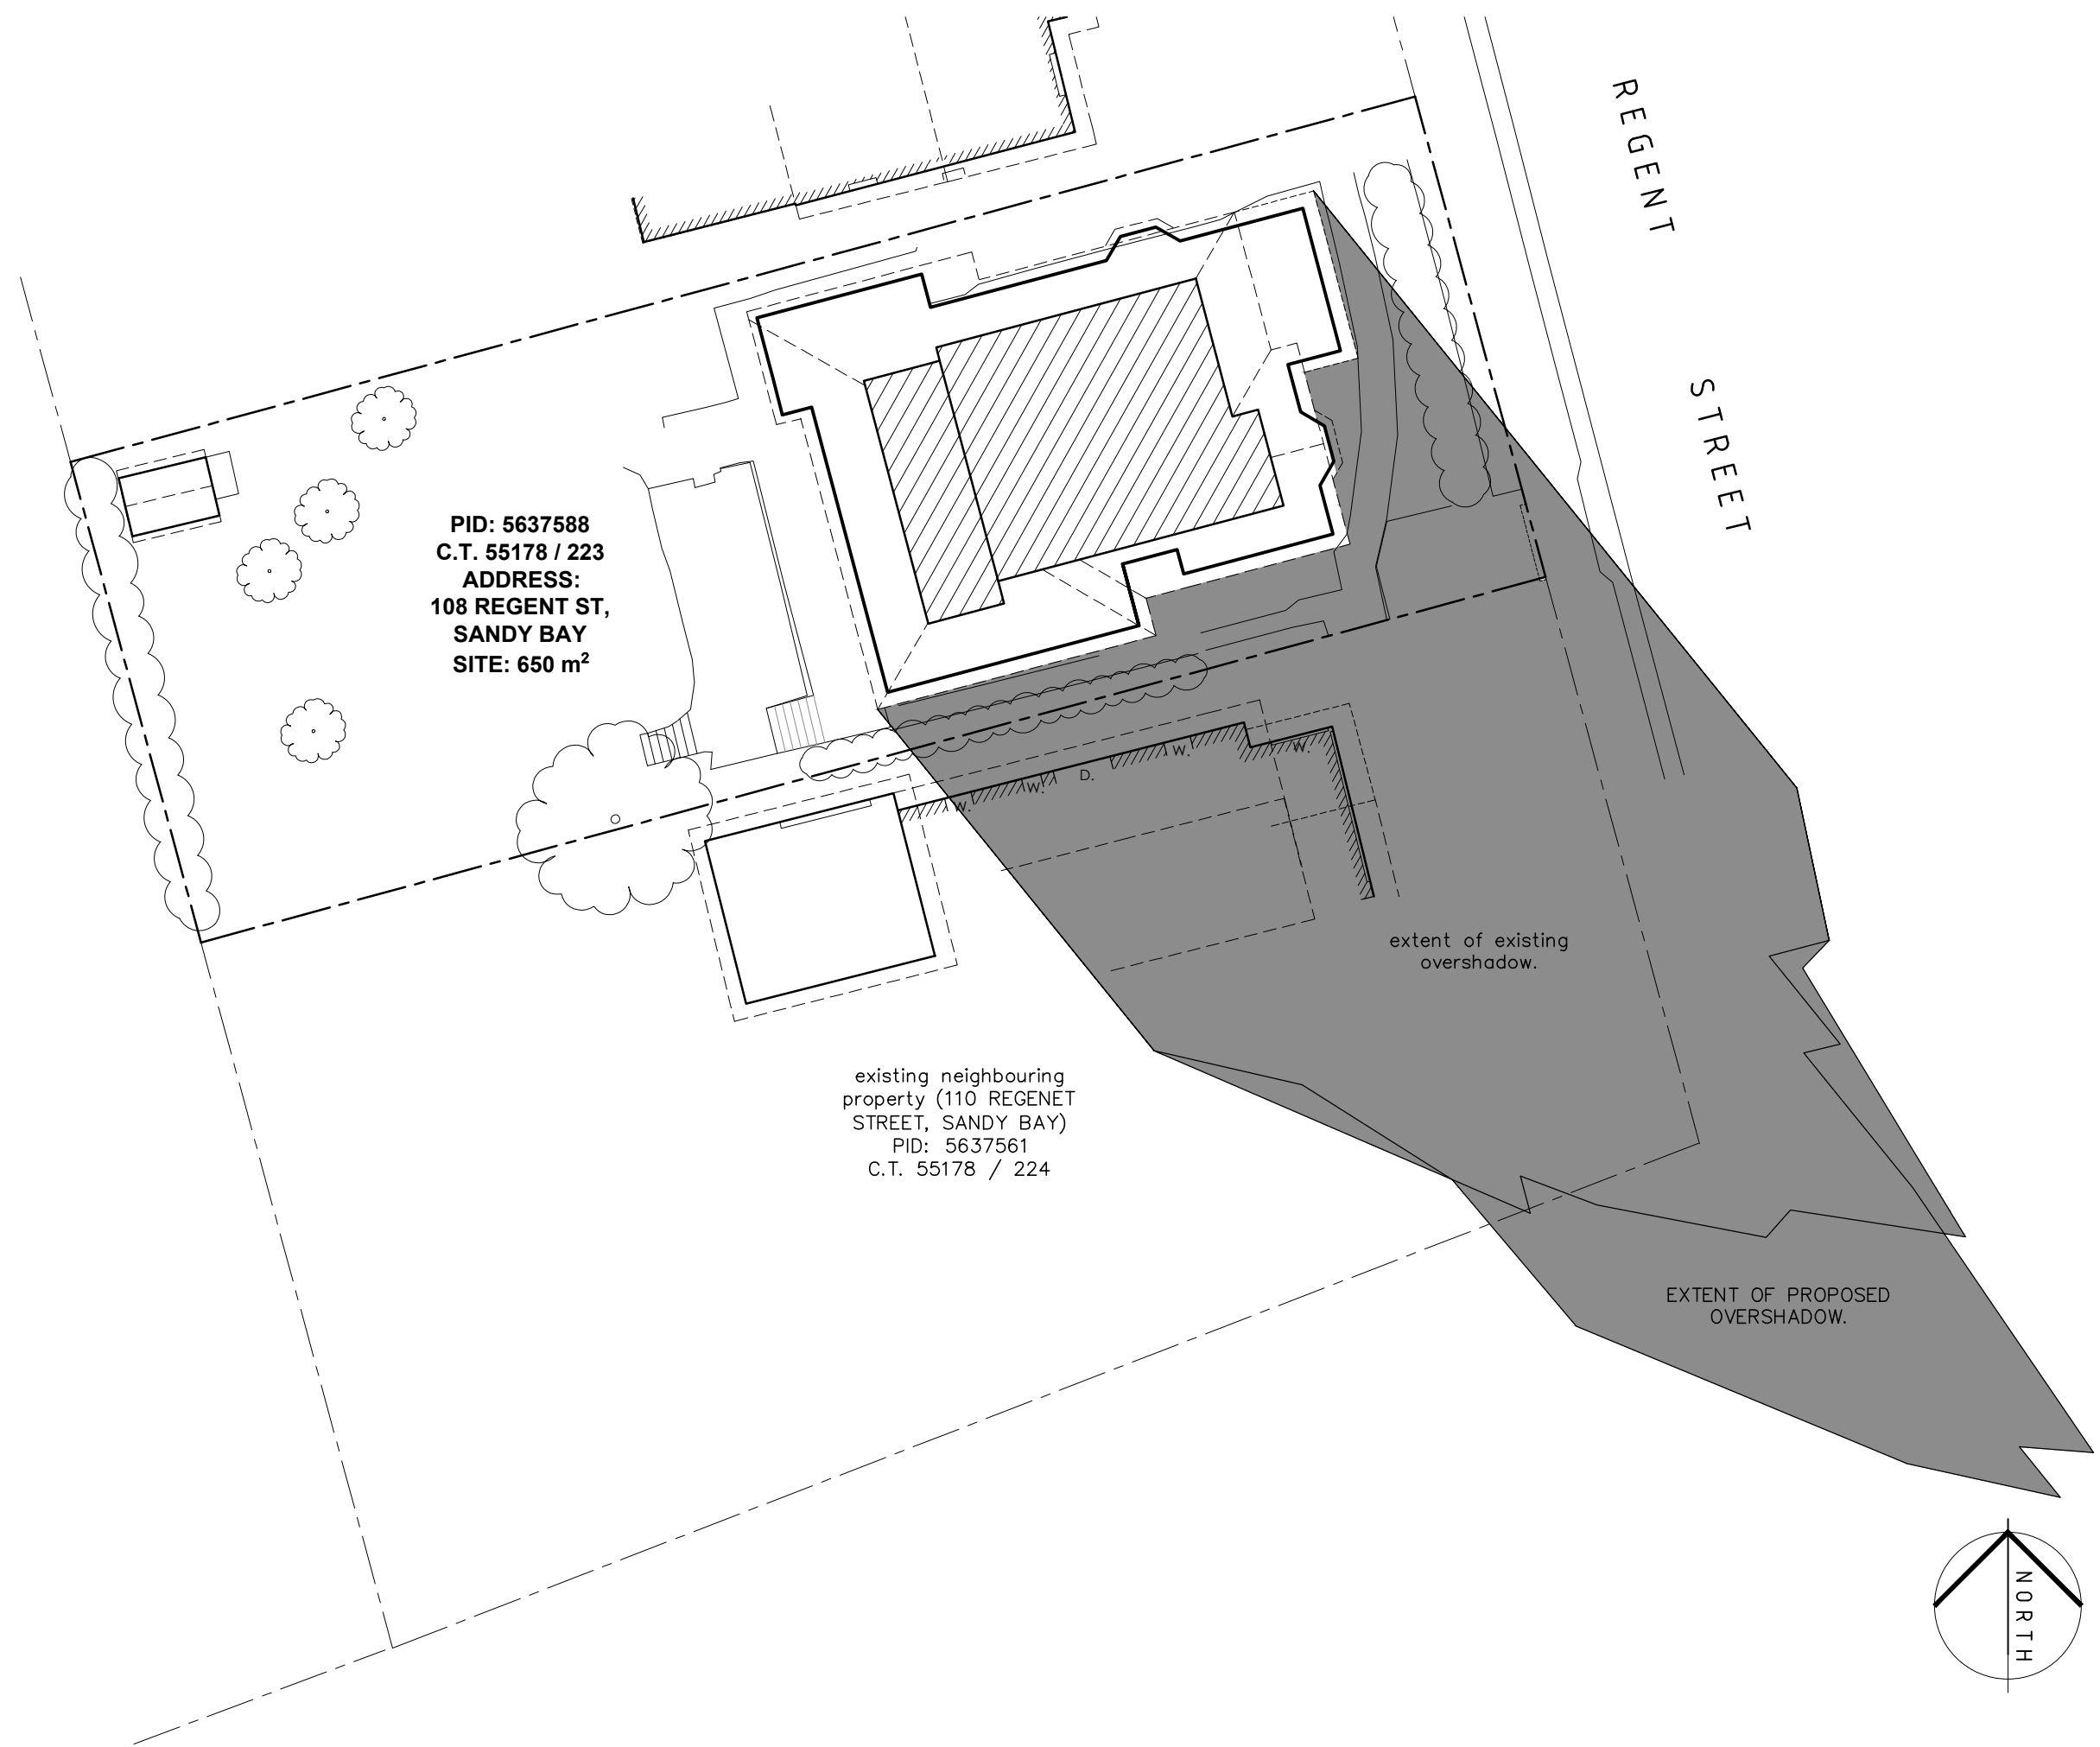 REGENT STREET
PID: 5637588
C.T. 55178 / 223
ADDRESS:
108 REGENT ST,
SANDY BAY
SITE: 650 m²
W.
W.
D.
W.
W.
extent of existing
overshadow.
existing neighbouring
property (110 REGENET
STREET, SANDY BAY)
PID: 5637561
C.T. 55178 / 224
EXTENT OF PROPOSED
OVERSHADOW.
NORTH